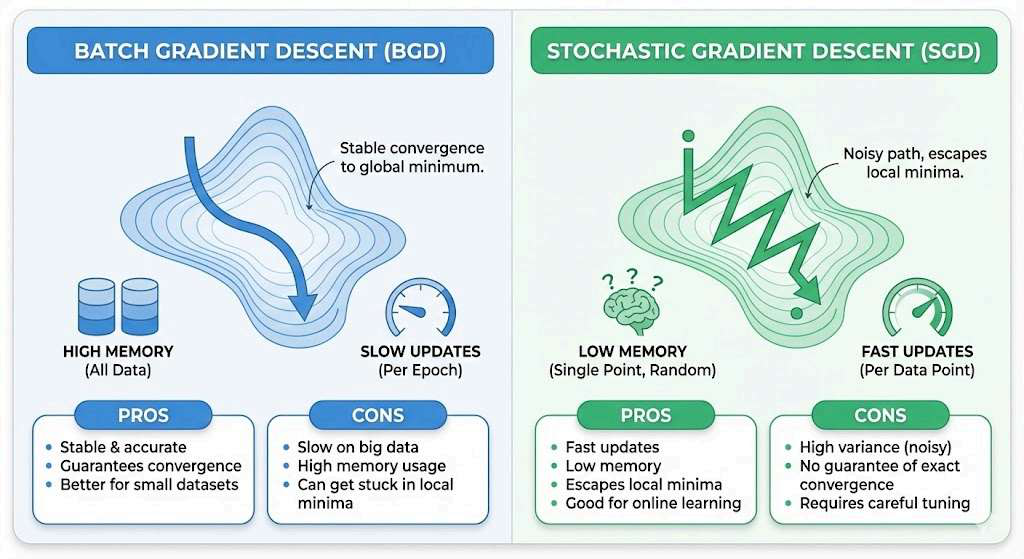 BATCH GRADIENT DESCENT (BGD)
Stable convergence
to global minimum.
HIGH MEMORY
(All Data)
SLOW UPDATES
(Per Epoch)
PROS
• Stable & accurate
• Guarantees convergence
• Better for small datasets
CONS
• Slow on big data
• High memory usage
• Can get stuck in local
minima
STOCHASTIC GRADIENT DESCENT (SGD)
Noisy path, escapes
local minima.
? ? ?
LOW MEMORY
(Single Point, Random)
FAST UPDATES
(Per Data Point)
PROS
• Fast updates
• Low memory
• Escapes local minima
• Good for online learning
CONS
• High variance (noisy)
• No guarantee of exact
convergence
• Requires careful tuning